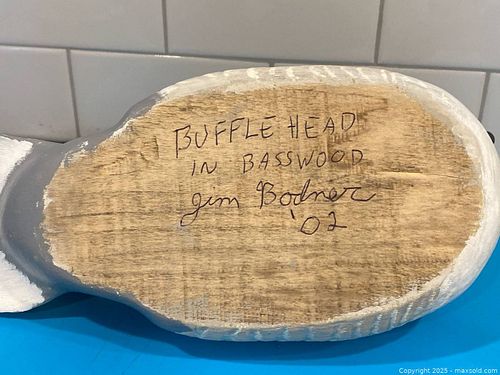 BUFFLE HEAD
IN BASSWOOD
Jim Bodner
'02
Copyright 2025 - maxsold.com